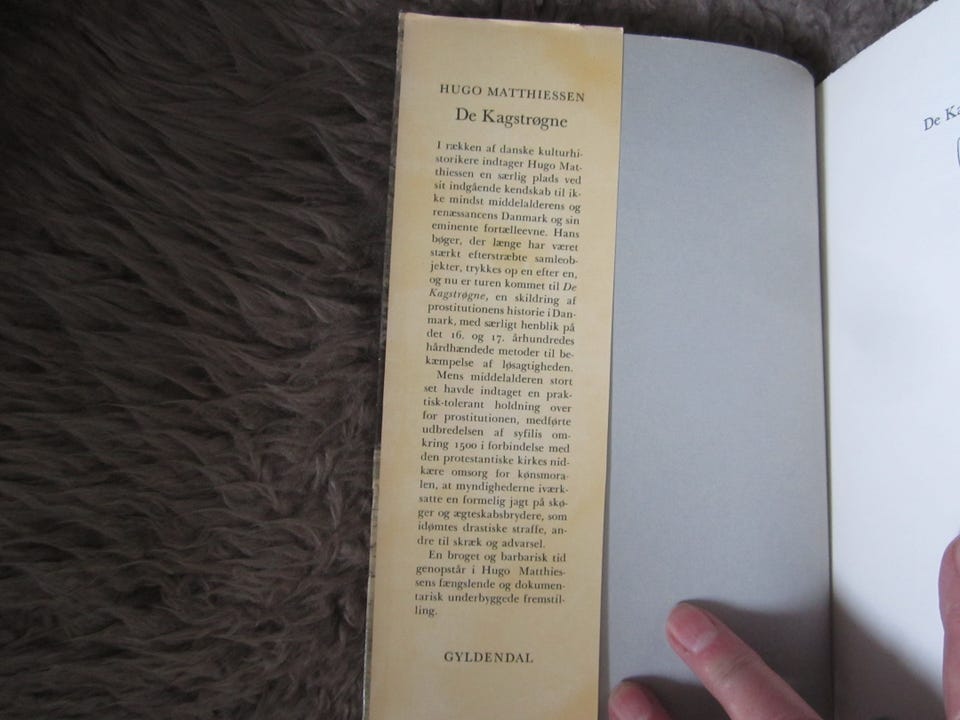 HUGO MATTHIESSEN
De Kagstrøgne
I rækken af danske kulturhi-
storikere indtager Hugo Mat-
thiessen en særlig plads ved
sit indgående kendskab til ik-
ke mindst middelalderens og
renæssancens Danmark og sin
eminente fortælleevne. Hans
bøger, der længe har været
stærkt efterstræbte samleob-
jekter, trykkes op en efter en,
og nu er turen kommet til De
Kagstrøgne, en skildring af
prostitutionens historie i Dan-
mark, med særligt henblik på
det 16. og 17. århundredes
hårdhændede metoder til be-
kæmpelse af løsagtigheden.
Mens middelalderen stort
set havde indtaget en prak-
tisk-tolerant holdning over
for prostitutionen, medførte
udbredelsen af syfilis om-
kring 1500 i forbindelse med
den protestantiske kirkes nid-
kære omsorg for kønsmora-
len, at myndighederne iværk-
satte en formelig jagt på skø-
ger og ægteskabsbrydere, som
idømtes drastiske straffe, an-
dre til skræk og advarsel.
En broget og barbarisk tid
genopstår i Hugo Matthies-
sens fængslende og dokumen-
tarisk underbyggede fremstil-
ling.
GYLDENDAL
De Ka